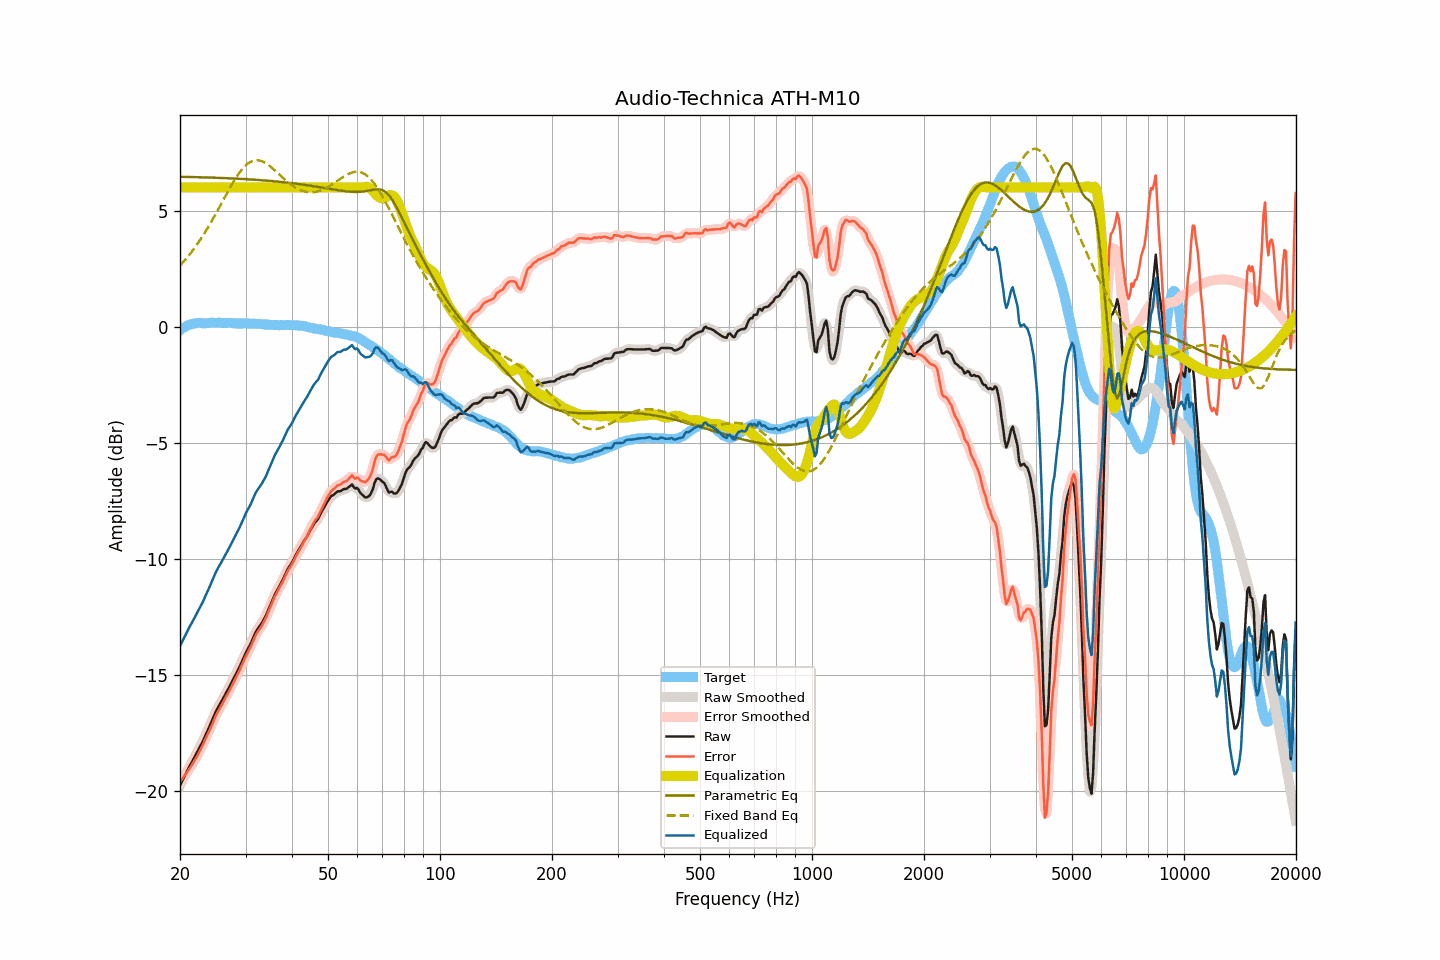 Audio-Technica ATH-M10
Amplitude (dBr)
5
0
−5
−10
−15
−20
Target
Raw Smoothed
Error Smoothed
Raw
Error
Equalization
Parametric Eq
Fixed Band Eq
Equalized
20 50 100 200 500 1000 2000 5000 10000 20000
Frequency (Hz)